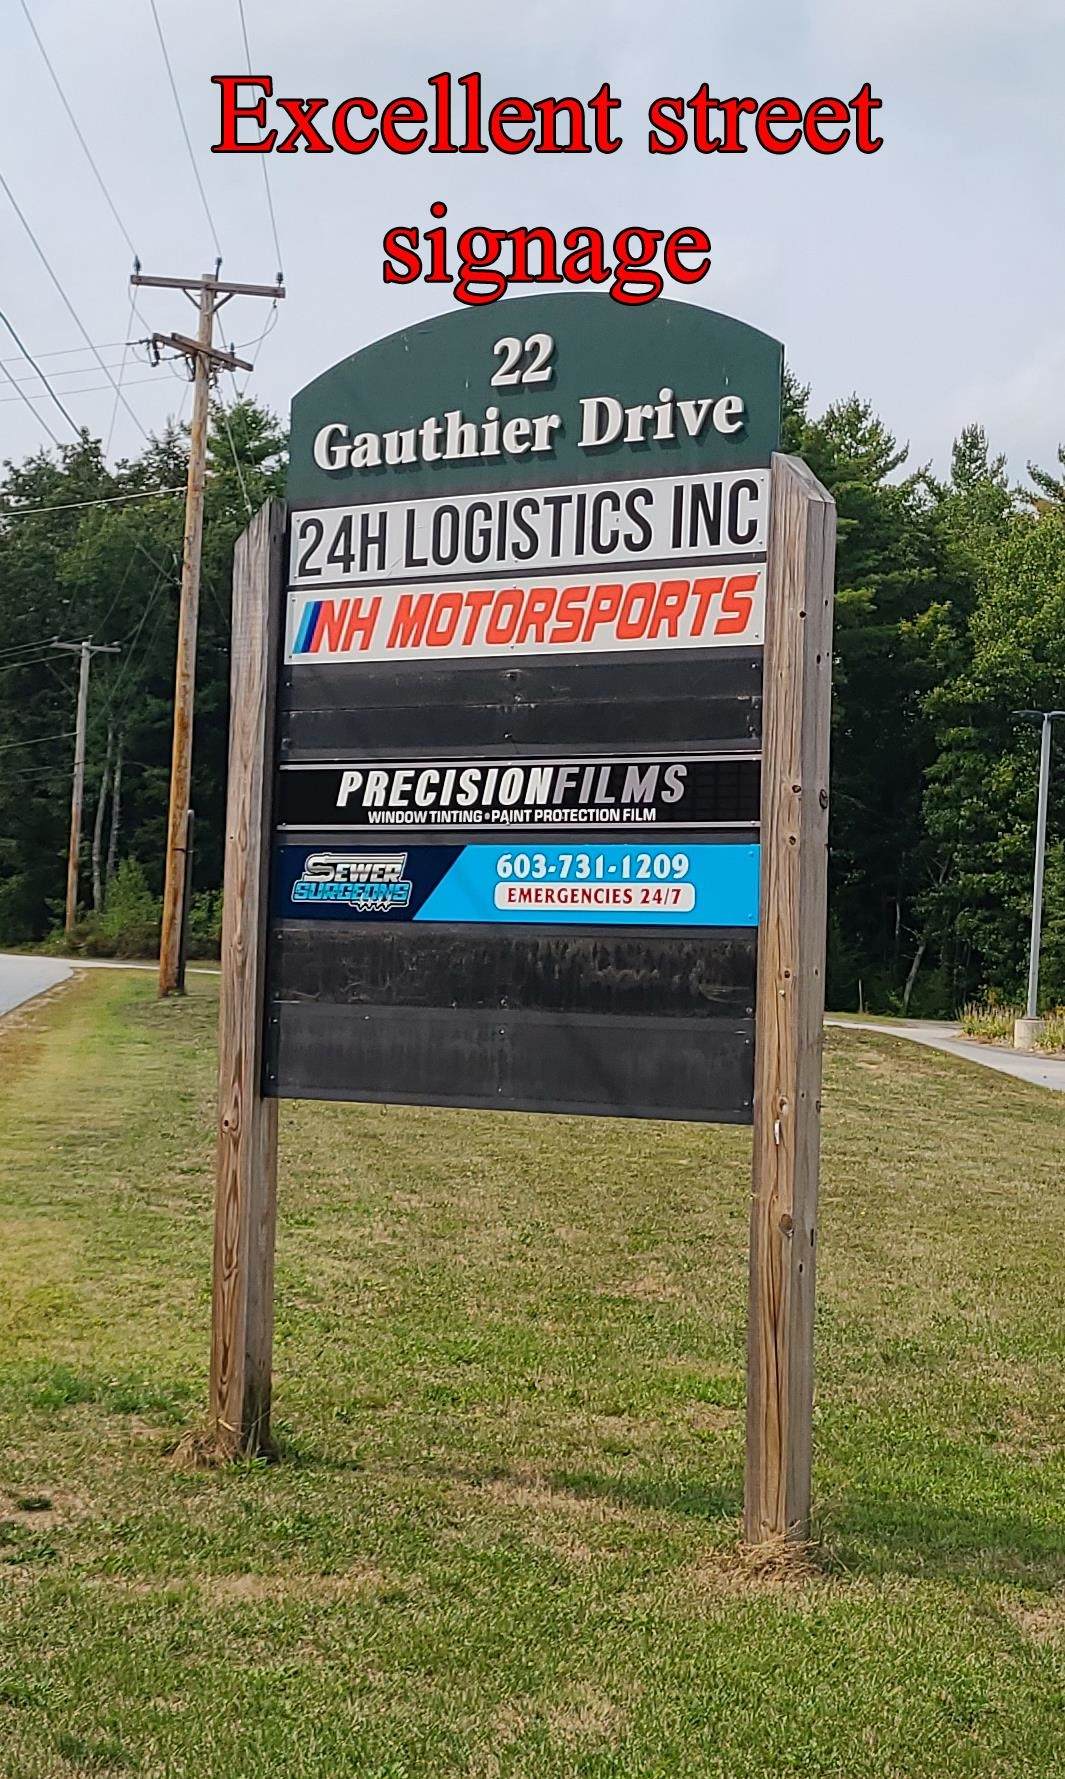 Excellent street
signage
22
Gauthier Drive
24H LOGISTICS INC
NH MOTORSPORTS
PRECISIONFILMS
WINDOW TINTING•PAINT PROTECTION FILM
SEWER
SURGEONS
603-731-1209
EMERGENCIES 24/7